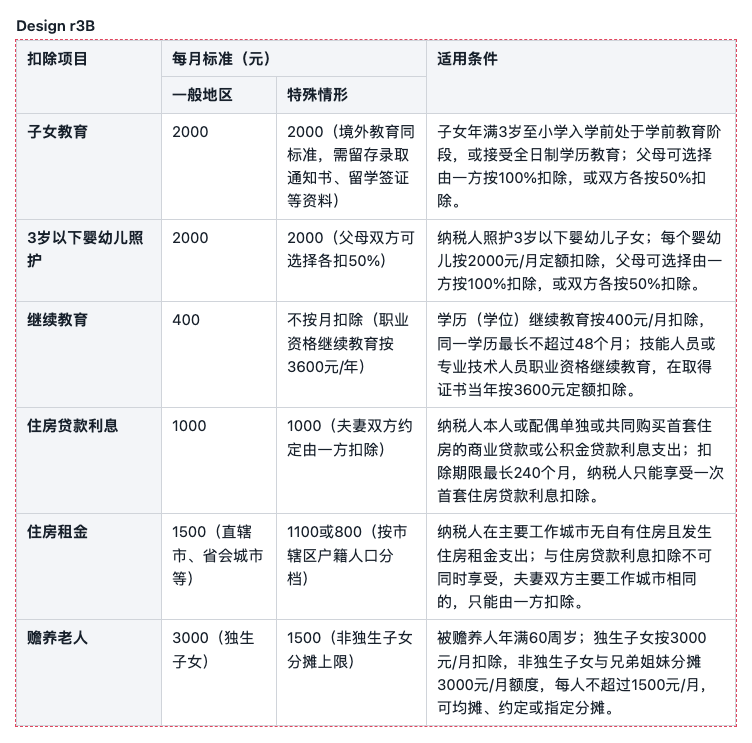 Design r3B
扣除项目
每月标准（元）
适用条件
一般地区
特殊情形
子女教育
2000
2000（境外教育同
标准，需留存录取
通知书、留学签证
等资料）
子女年满3岁至小学入学前处于学前教育阶
段，或接受全日制学历教育；父母可选择
由一方按100%扣除，或双方各按50%扣
除。
3岁以下婴幼儿照
护
2000
2000（父母双方可
选择各扣50%）
纳税人照护3岁以下婴幼儿子女；每个婴幼
儿按2000元/月定额扣除，父母可选择由一
方按100%扣除，或双方各按50%扣除。
继续教育
400
不按月扣除（职业
资格继续教育按
3600元/年）
学历（学位）继续教育按400元/月扣除，
同一学历最长不超过48个月；技能人员或
专业技术人员职业资格继续教育，在取得
证书当年按3600元定额扣除。
住房贷款利息
1000
1000（夫妻双方约
定由一方扣除）
纳税人本人或配偶单独或共同购买首套住
房的商业贷款或公积金贷款利息支出；扣
除期限最长240个月，纳税人只能享受一次
首套住房贷款利息扣除。
住房租金
1500（直辖
市、省会城市
等）
1100或800（按市
辖区户籍人口分
档）
纳税人在主要工作城市无自有住房且发生
住房租金支出；与住房贷款利息扣除不可
同时享受，夫妻双方主要工作城市相同
的，只能由一方扣除。
赡养老人
3000（独生
子女）
1500（非独生子女
分摊上限）
被赡养人年满60周岁；独生子女按3000
元/月扣除，非独生子女与兄弟姐妹分摊
3000元/月额度，每人不超过1500元/月，
可均摊、约定或指定分摊。